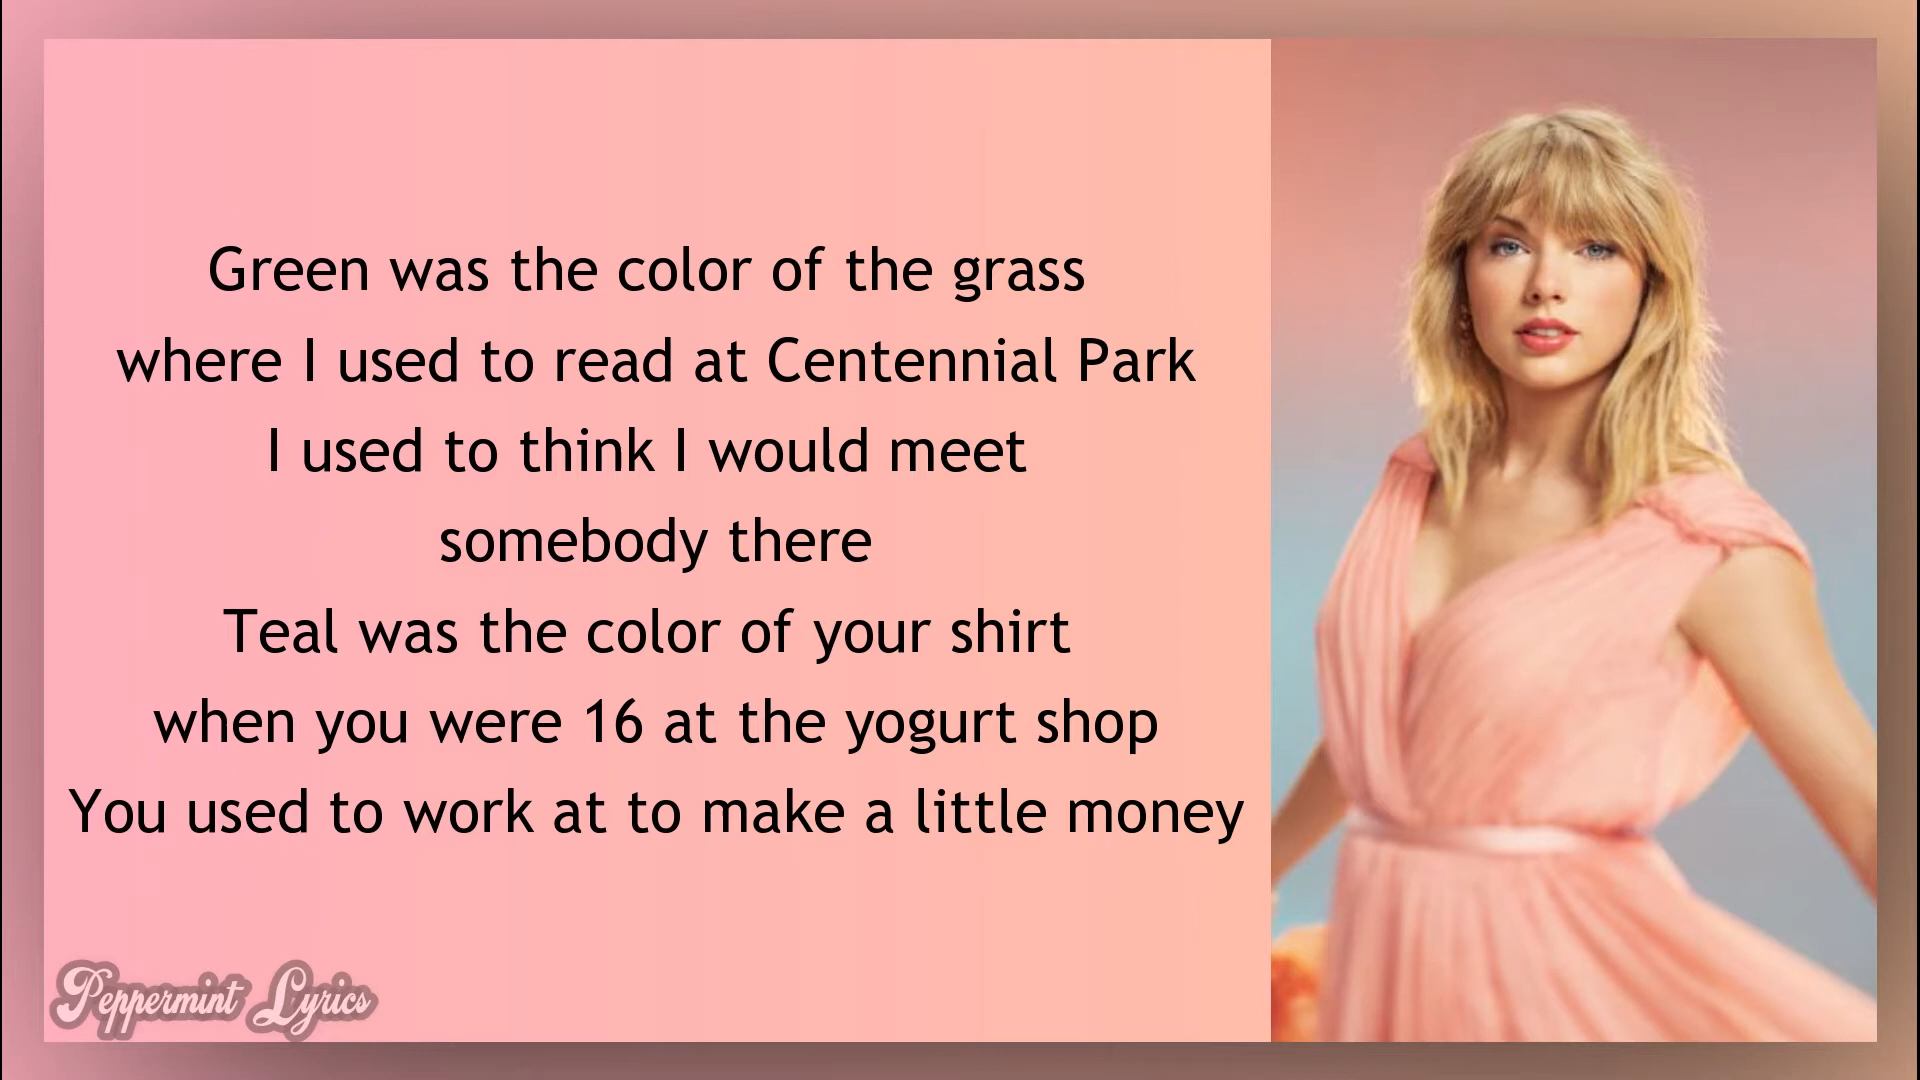 Green was the color of the grass
where I used to read at Centennial Park
I used to think I would meet
somebody there
Teal was the color of your shirt
when you were 16 at the yogurt shop
You used to work at to make a little money
Peppermint Lyrics